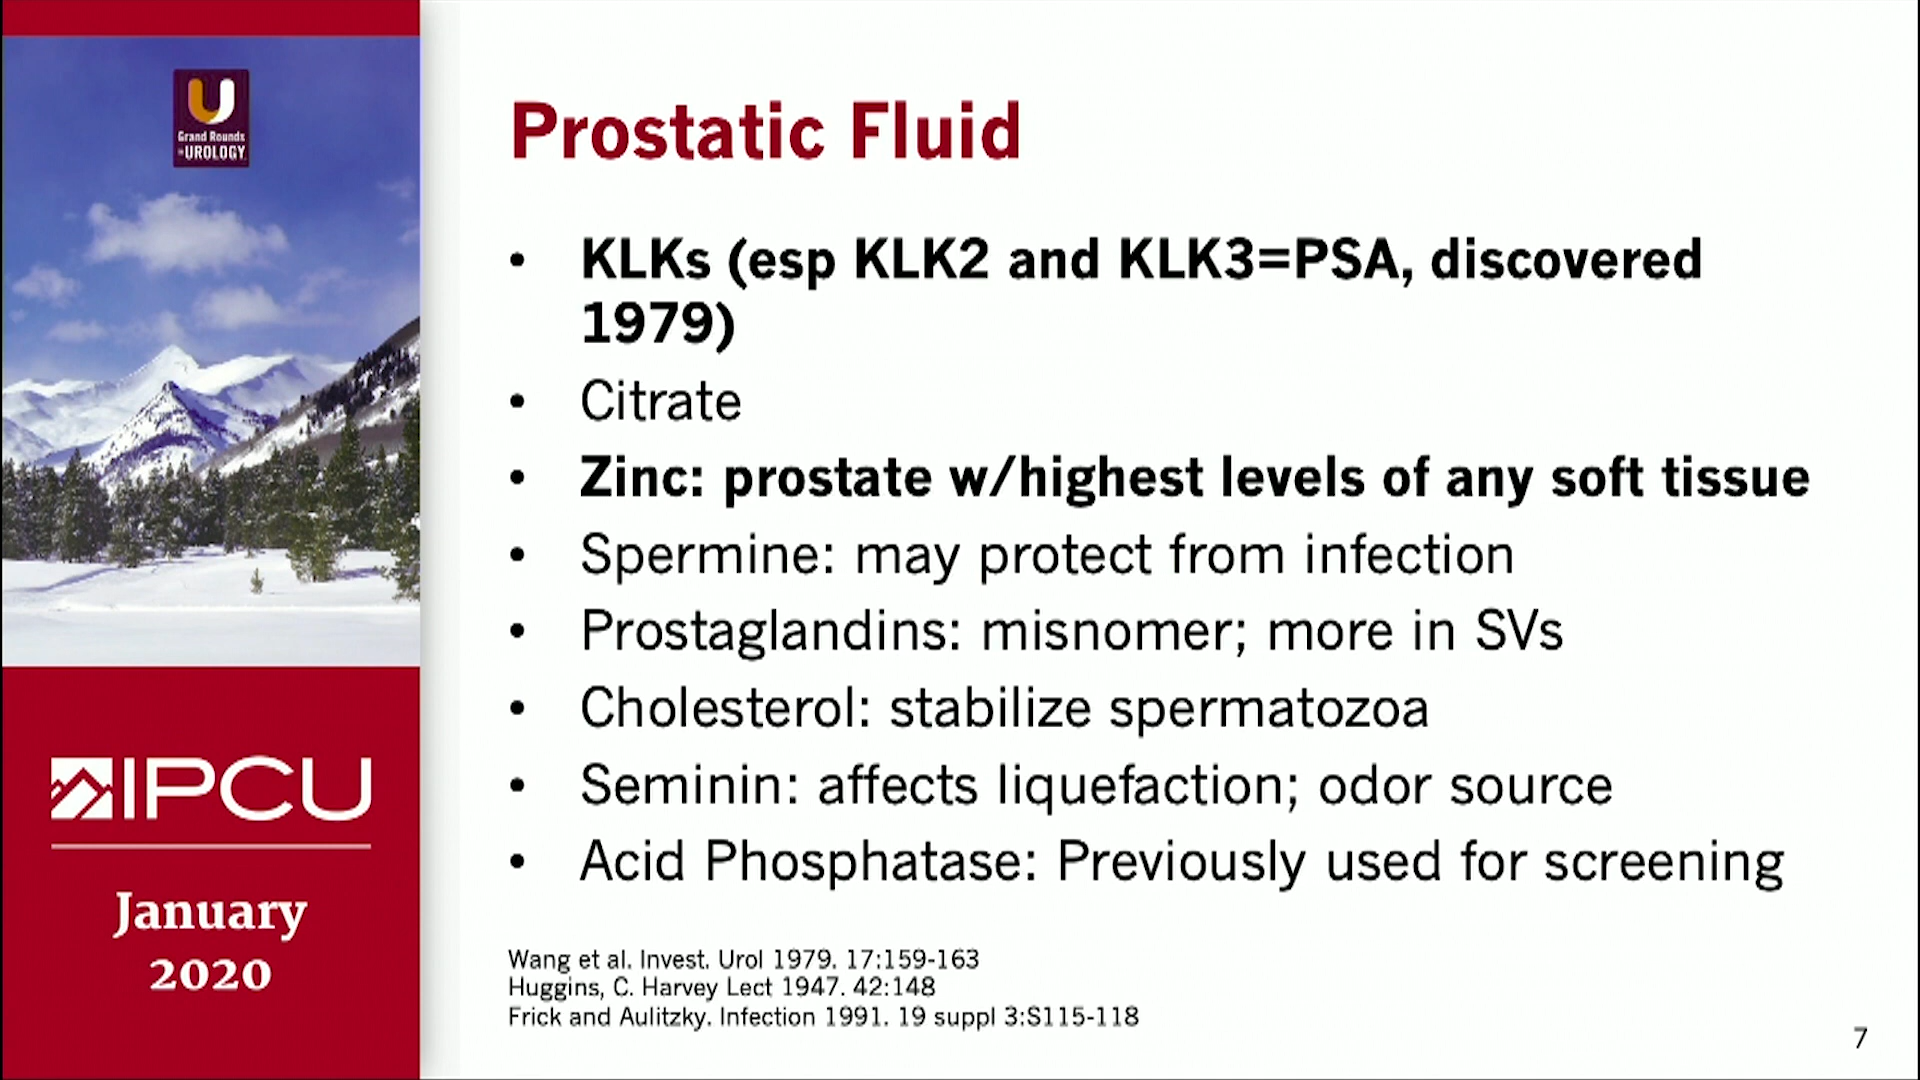 Grand Rounds
in UROLOGY
Prostatic Fluid
• KLKs (esp KLK2 and KLK3=PSA, discovered
1979)
• Citrate
• Zinc: prostate w/highest levels of any soft tissue
• Spermine: may protect from infection
• Prostaglandins: misnomer; more in SVs
• Cholesterol: stabilize spermatozoa
• Seminin: affects liquefaction; odor source
• Acid Phosphatase: Previously used for screening
IPCU
January
2020
Wang et al. Invest. Urol 1979. 17:159-163
Huggins, C. Harvey Lect 1947. 42:148
Frick and Aulitzky. Infection 1991. 19 suppl 3:S115-118
7